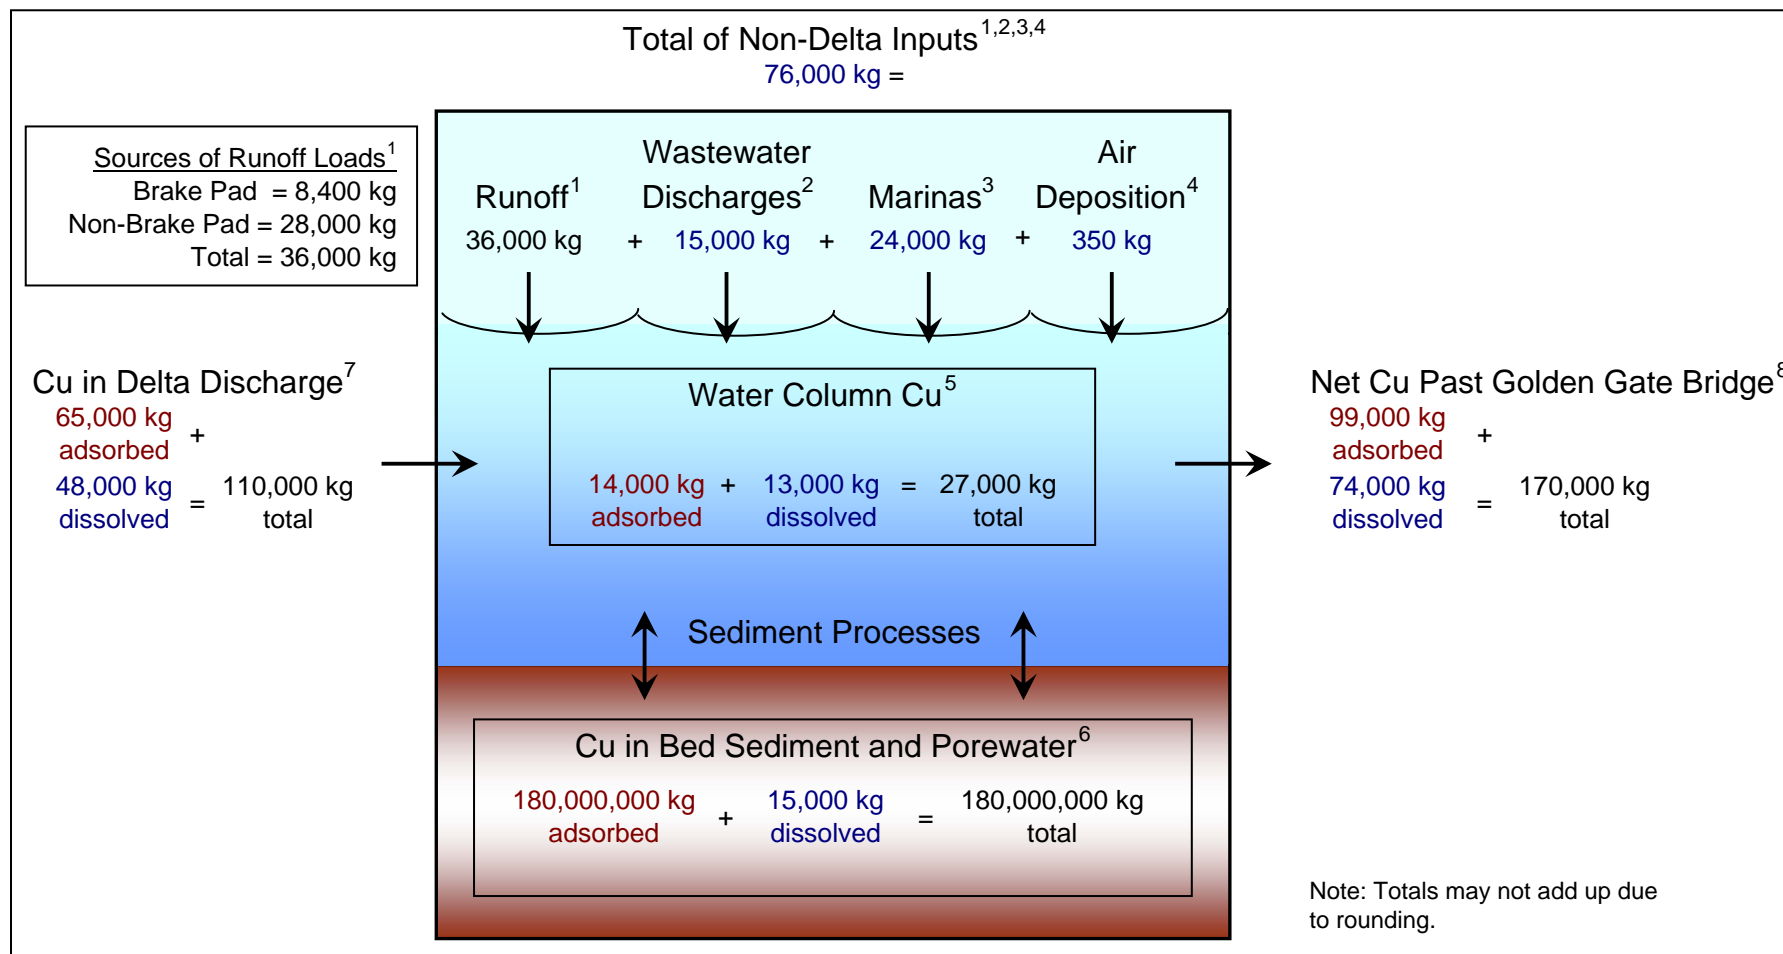 Total of Non-Delta Inputs1,2,3,4
76,000 kg =
Sources of Runoff Loads1
Brake Pad = 8,400 kg
Non-Brake Pad = 28,000 kg
Total = 36,000 kg
Runoff1
36,000 kg
+
Wastewater
Discharges2
15,000 kg
+
Marinas3
24,000 kg
+
Air
Deposition4
350 kg
Cu in Delta Discharge7
65,000 kg
adsorbed
+
48,000 kg
dissolved
=
110,000 kg
total
Water Column Cu5
14,000 kg
adsorbed
+
13,000 kg
dissolved
=
27,000 kg
total
Net Cu Past Golden Gate Bridge8
99,000 kg
adsorbed
+
74,000 kg
dissolved
=
170,000 kg
total
Sediment Processes
Cu in Bed Sediment and Porewater6
180,000,000 kg
adsorbed
+
15,000 kg
dissolved
=
180,000,000 kg
total
Note: Totals may not add up due
to rounding.